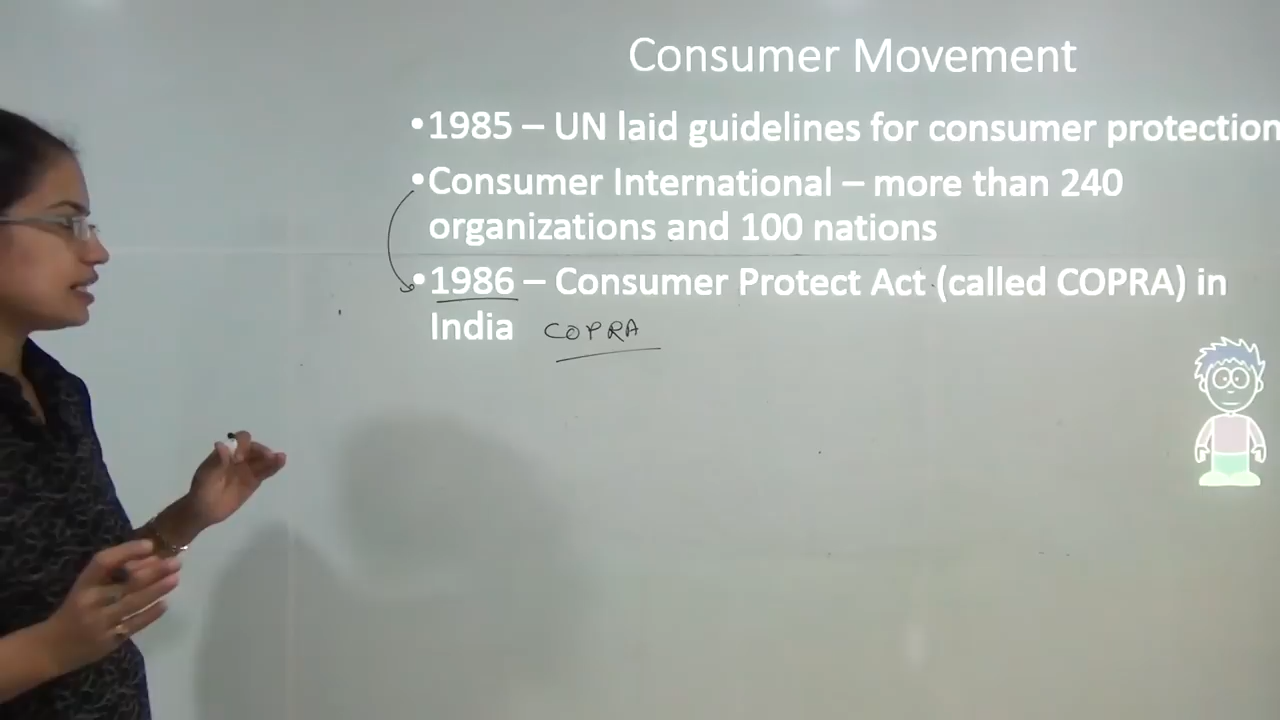 Consumer Movement
•1985 – UN laid guidelines for consumer protection
•Consumer International – more than 240
organizations and 100 nations
•1986 – Consumer Protect Act (called COPRA) in
India COPRA